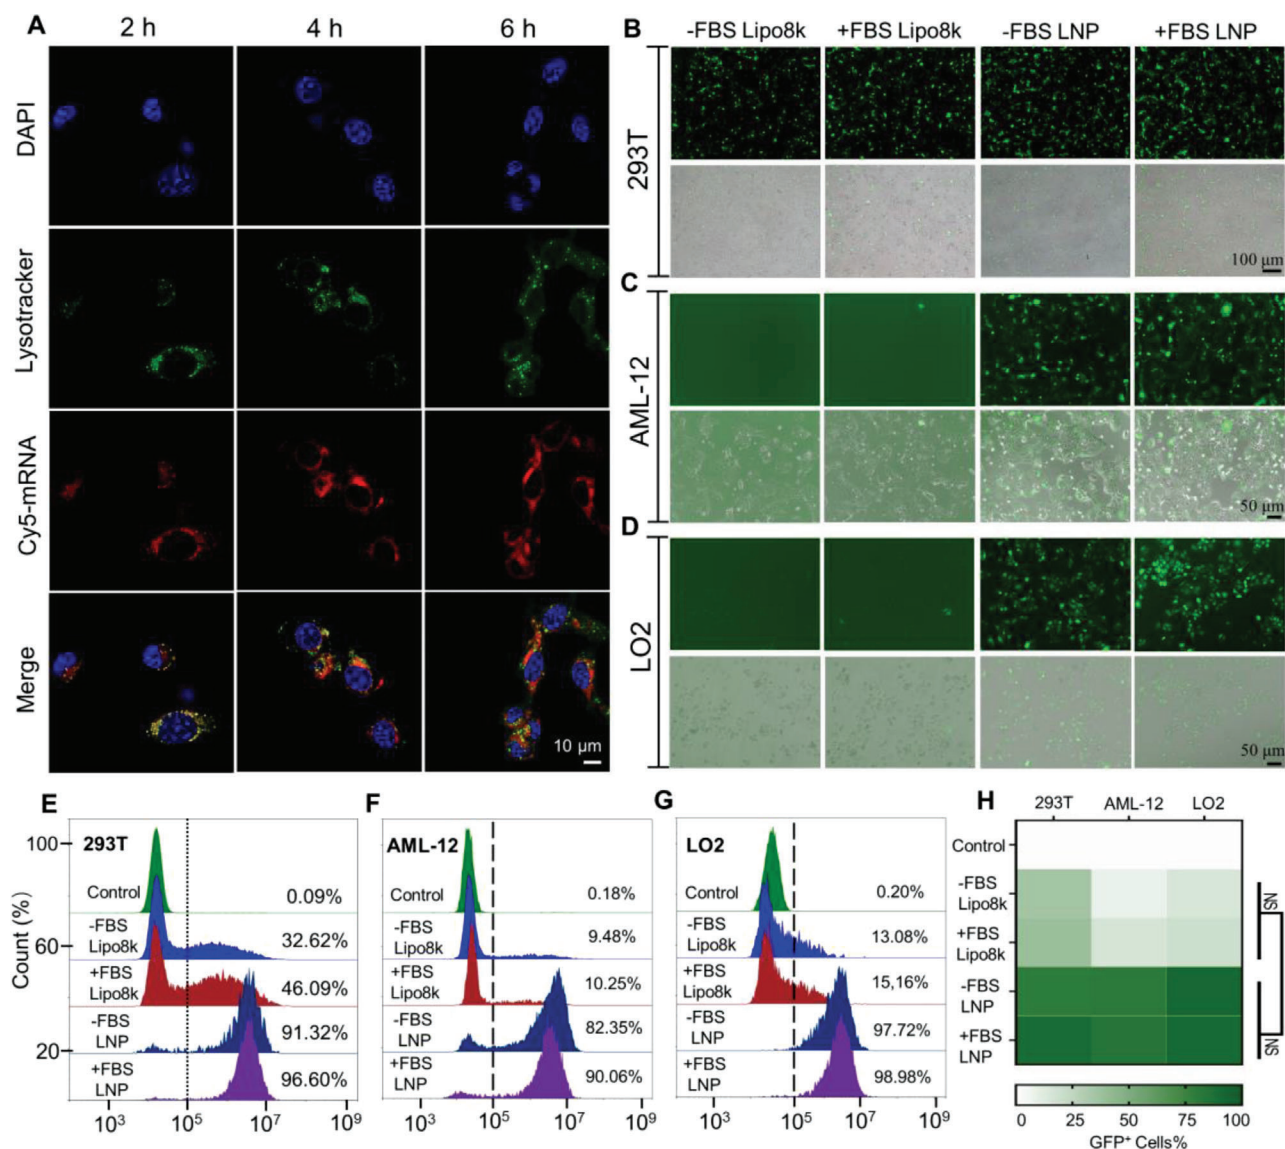 A
2 h 4 h 6 h
DAPI
Lysotracker
Cy5-mRNA
Merge
10 µm
B
-FBS Lipo8k +FBS Lipo8k -FBS LNP +FBS LNP
293T
100 µm
C
AML-12
50 µm
D
LO2
50 µm
E
293T
Count (%)
100
60
20
Control 0.09%
-FBS
Lipo8k 32.62%
+FBS
Lipo8k 46.09%
-FBS
LNP 91.32%
+FBS
LNP 96.60%
10³ 10⁵ 10⁷ 10⁹
F
AML-12
Control 0.18%
-FBS
Lipo8k 9.48%
+FBS
Lipo8k 10.25%
-FBS
LNP 82.35%
+FBS
LNP 90.06%
10³ 10⁵ 10⁷ 10⁹
G
LO2
Control 0.20%
-FBS
Lipo8k 13.08%
+FBS
Lipo8k 15,16%
-FBS
LNP 97.72%
+FBS
LNP 98.98%
10³ 10⁵ 10⁷ 10⁹
H
293T AML-12 LO2
Control
-FBS
Lipo8k
+FBS
Lipo8k
-FBS
LNP
+FBS
LNP
NS
NS
0 25 50 75 100
GFP⁺ Cells%